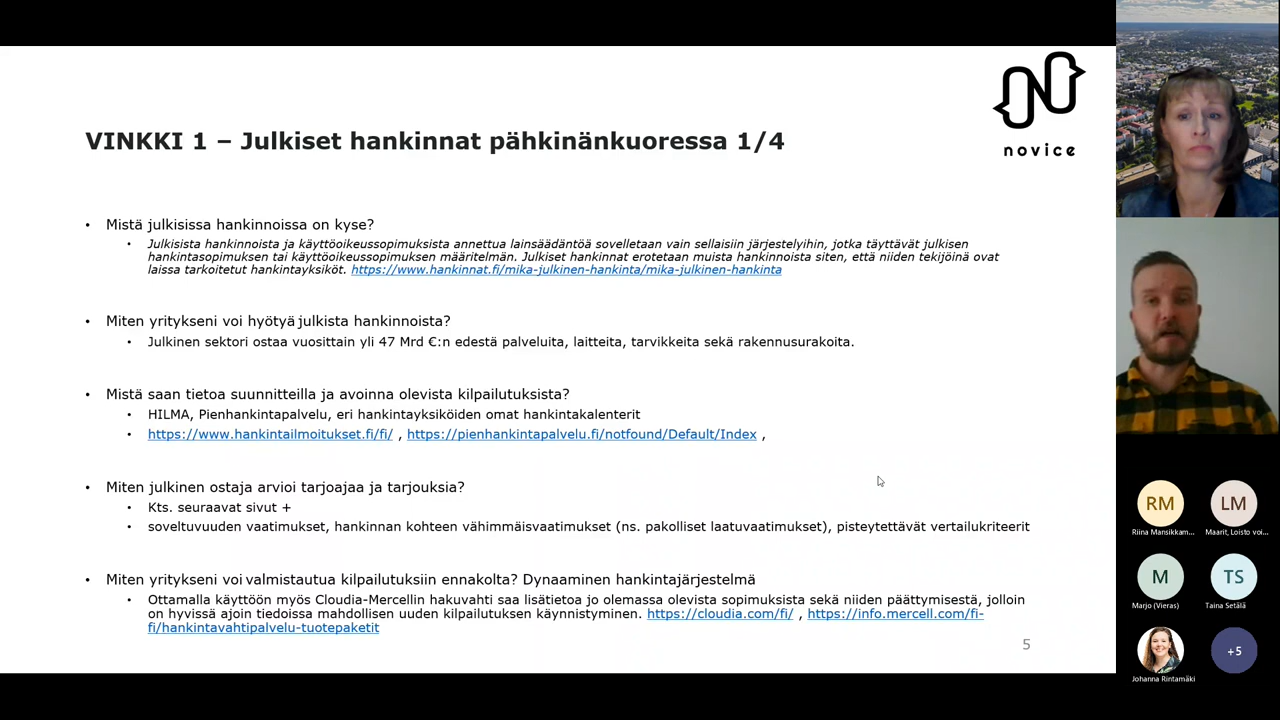 novice
VINKKI 1 – Julkiset hankinnat pähkinänkuoressa 1/4
• Mistä julkisissa hankinnoissa on kyse?
• Julkisista hankinnoista ja käyttöoikeussopimuksista annettua lainsäädäntöä sovelletaan vain sellaisiin järjestelyihin, jotka täyttävät julkisen
hankintasopimuksen tai käyttöoikeussopimuksen määritelmän. Julkiset hankinnat erotetaan muista hankinnoista siten, että niiden tekijöinä ovat
laissa tarkoitetut hankintayksiköt. https://www.hankinnat.fi/mika-julkinen-hankinta/mika-julkinen-hankinta
• Miten yritykseni voi hyötyä julkista hankinnoista?
• Julkinen sektori ostaa vuosittain yli 47 Mrd €:n edestä palveluita, laitteita, tarvikkeita sekä rakennusurakoita.
• Mistä saan tietoa suunnitteilla ja avoinna olevista kilpailutuksista?
• HILMA, Pienhankintapalvelu, eri hankintayksiköiden omat hankintakalenterit
• https://www.hankintailmoitukset.fi/fi/ , https://pienhankintapalvelu.fi/notfound/Default/Index ,
• Miten julkinen ostaja arvioi tarjoajaa ja tarjouksia?
• Kts. seuraavat sivut +
• soveltuvuuden vaatimukset, hankinnan kohteen vähimmäisvaatimukset (ns. pakolliset laatuvaatimukset), pisteytettävät vertailukriteerit
• Miten yritykseni voi valmistautua kilpailutuksiin ennakolta? Dynaaminen hankintajärjestelmä
• Ottamalla käyttöön myös Cloudia-Mercellin hakuvahti saa lisätietoa jo olemassa olevista sopimuksista sekä niiden päättymisestä, jolloin
on hyvissä ajoin tiedoissa mahdollisen uuden kilpailutuksen käynnistyminen. https://cloudia.com/fi/ , https://info.mercell.com/fi-
fi/hankintavahtipalvelu-tuotepaketit
5
RM
LM
Riina Mansikkam...
Maarit, Loisto voi...
M
TS
Marjo (Vieras)
Taina Setälä
+5
Johanna Rintamäki